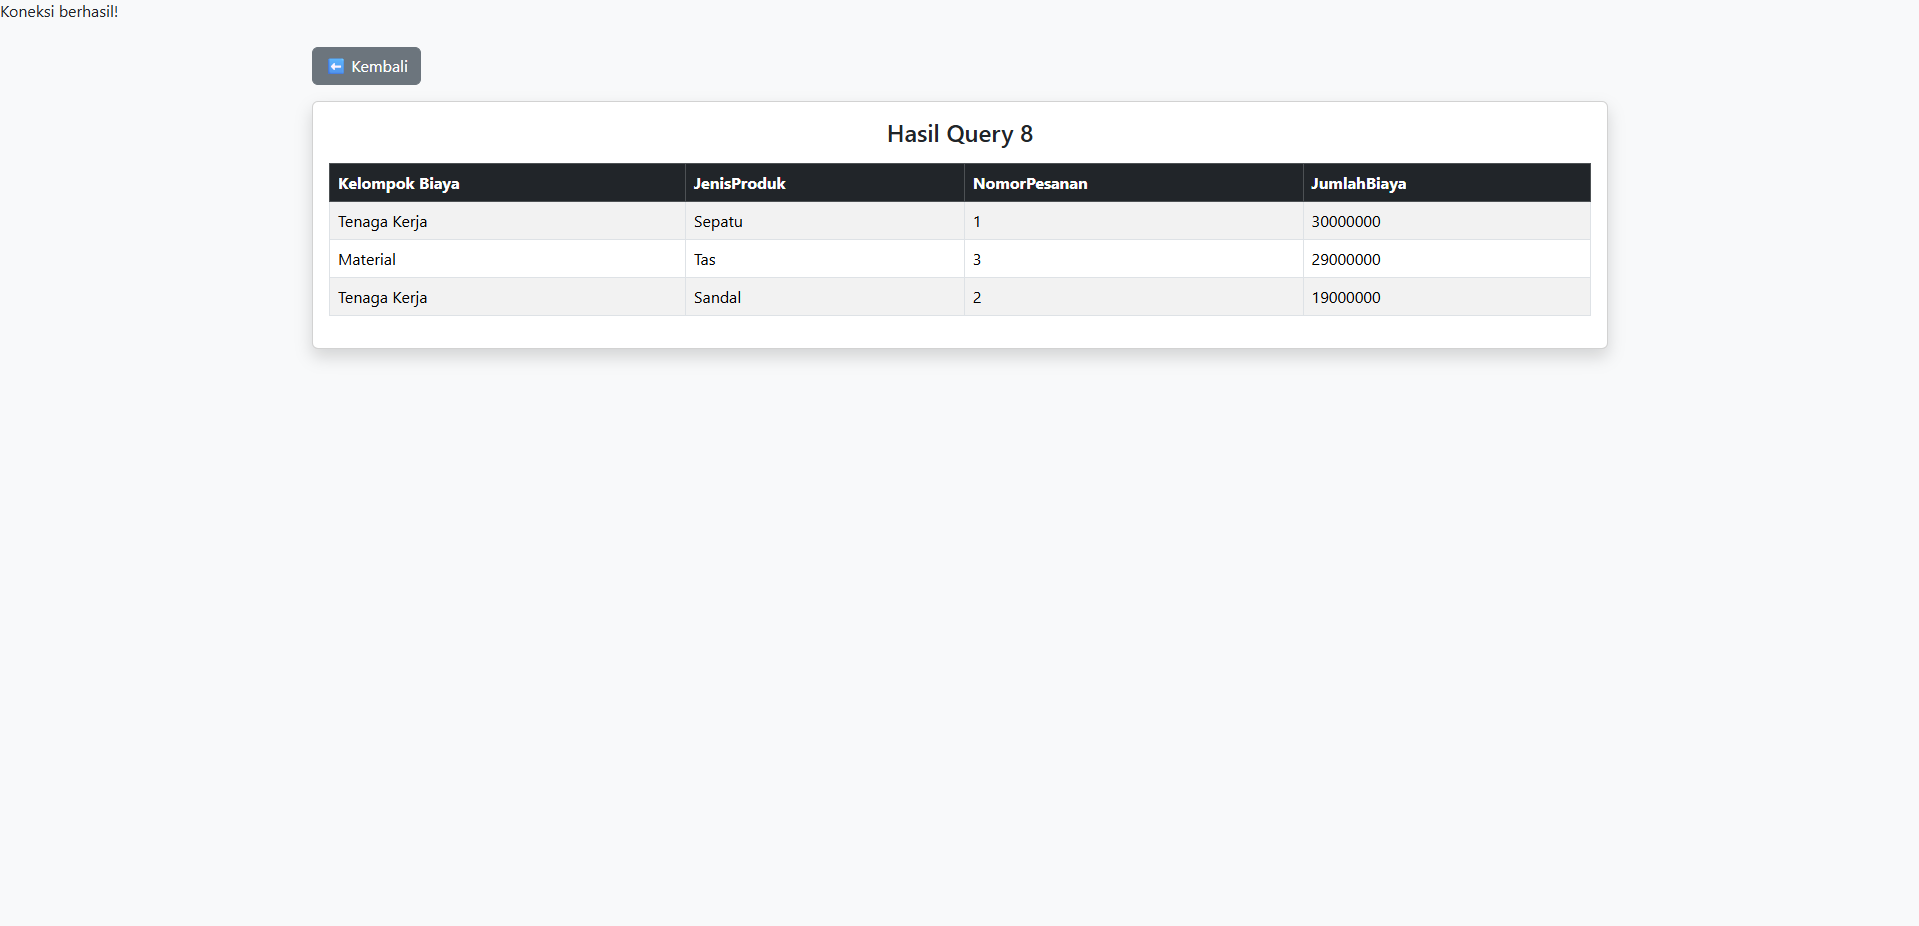 Koneksi berhasil!
Kembali
Hasil Query 8
Kelompok Biaya JenisProduk NomorPesanan JumlahBiaya
Tenaga Kerja Sepatu 1 30000000
Material Tas 3 29000000
Tenaga Kerja Sandal 2 19000000